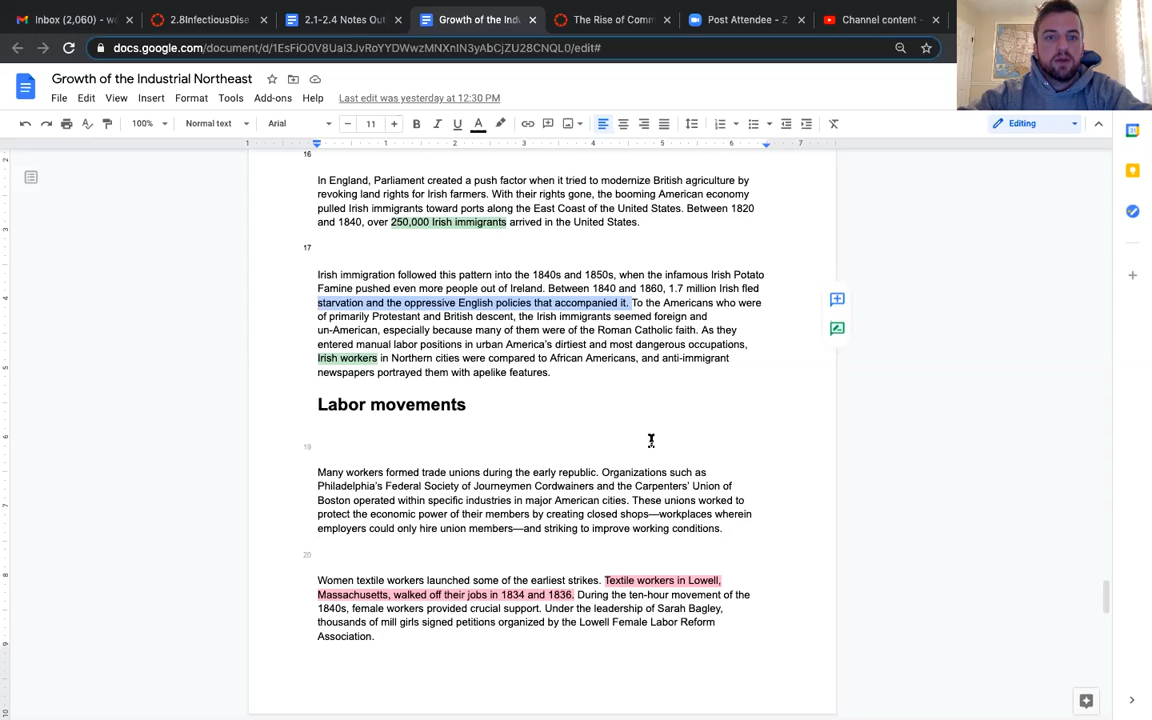 Inbox (2,060) - w
2.8InfectiousDise
2.1-2.4 Notes Out
Growth of the Indu
The Rise of Comm
Post Attendee - Z
Channel content -
docs.google.com/document/d/1EsFiO0V8UaI3JvRoYYDWwzMNXnIN3yAbCjZU28CNQL0/edit#
Growth of the Industrial Northeast
File Edit View Insert Format Tools Add-ons Help Last edit was yesterday at 12:30 PM
100% Normal text Arial 11 Editing
1 1 2 3 4 5 6 7
16
In England, Parliament created a push factor when it tried to modernize British agriculture by
revoking land rights for Irish farmers. With their rights gone, the booming American economy
pulled Irish immigrants toward ports along the East Coast of the United States. Between 1820
and 1840, over 250,000 Irish immigrants arrived in the United States.
17
Irish immigration followed this pattern into the 1840s and 1850s, when the infamous Irish Potato
Famine pushed even more people out of Ireland. Between 1840 and 1860, 1.7 million Irish fled
starvation and the oppressive English policies that accompanied it. To the Americans who were
of primarily Protestant and British descent, the Irish immigrants seemed foreign and
un-American, especially because many of them were of the Roman Catholic faith. As they
entered manual labor positions in urban America's dirtiest and most dangerous occupations,
Irish workers in Northern cities were compared to African Americans, and anti-immigrant
newspapers portrayed them with apelike features.
Labor movements
19
Many workers formed trade unions during the early republic. Organizations such as
Philadelphia's Federal Society of Journeymen Cordwainers and the Carpenters' Union of
Boston operated within specific industries in major American cities. These unions worked to
protect the economic power of their members by creating closed shops—workplaces wherein
employers could only hire union members—and striking to improve working conditions.
20
Women textile workers launched some of the earliest strikes. Textile workers in Lowell,
Massachusetts, walked off their jobs in 1834 and 1836. During the ten-hour movement of the
1840s, female workers provided crucial support. Under the leadership of Sarah Bagley,
thousands of mill girls signed petitions organized by the Lowell Female Labor Reform
Association.